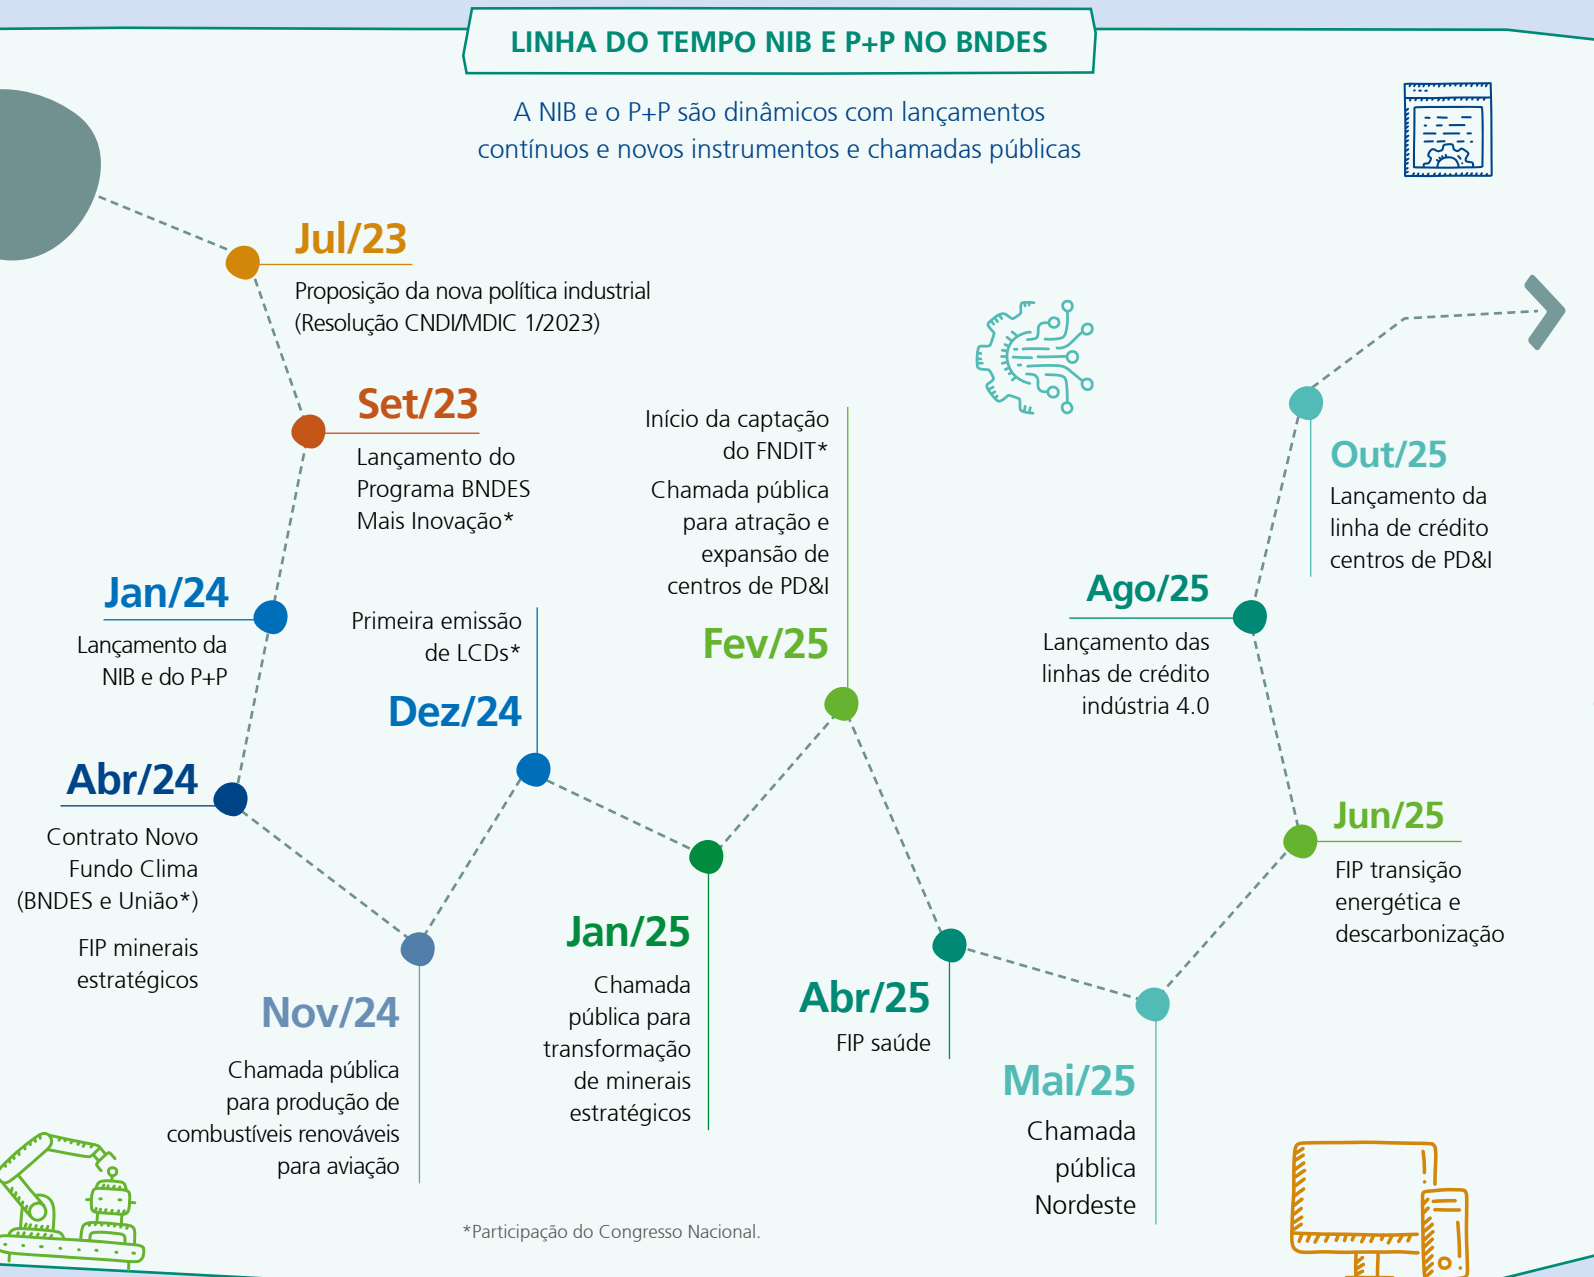 LINHA DO TEMPO NIB E P+P NO BNDES
A NIB e o P+P são dinâmicos com lançamentos
contínuos e novos instrumentos e chamadas públicas
Jul/23
Proposição da nova política industrial
(Resolução CNDI/MDIC 1/2023)
Set/23
Lançamento do
Programa BNDES
Mais Inovação*
Jan/24
Lançamento da
NIB e do P+P
Abr/24
Contrato Novo
Fundo Clima
(BNDES e União*)
FIP minerais
estratégicos
Nov/24
Chamada pública
para produção de
combustíveis renováveis
para aviação
Primeira emissão
de LCDs*
Dez/24
Jan/25
Chamada
pública para
transformação
de minerais
estratégicos
Início da captação
do FNDIT*
Chamada pública
para atração e
expansão de
centros de PD&I
Fev/25
Abr/25
FIP saúde
Mai/25
Chamada
pública
Nordeste
Jun/25
FIP transição
energética e
descarbonização
Ago/25
Lançamento das
linhas de crédito
indústria 4.0
Out/25
Lançamento da
linha de crédito
centros de PD&I
*Participação do Congresso Nacional.